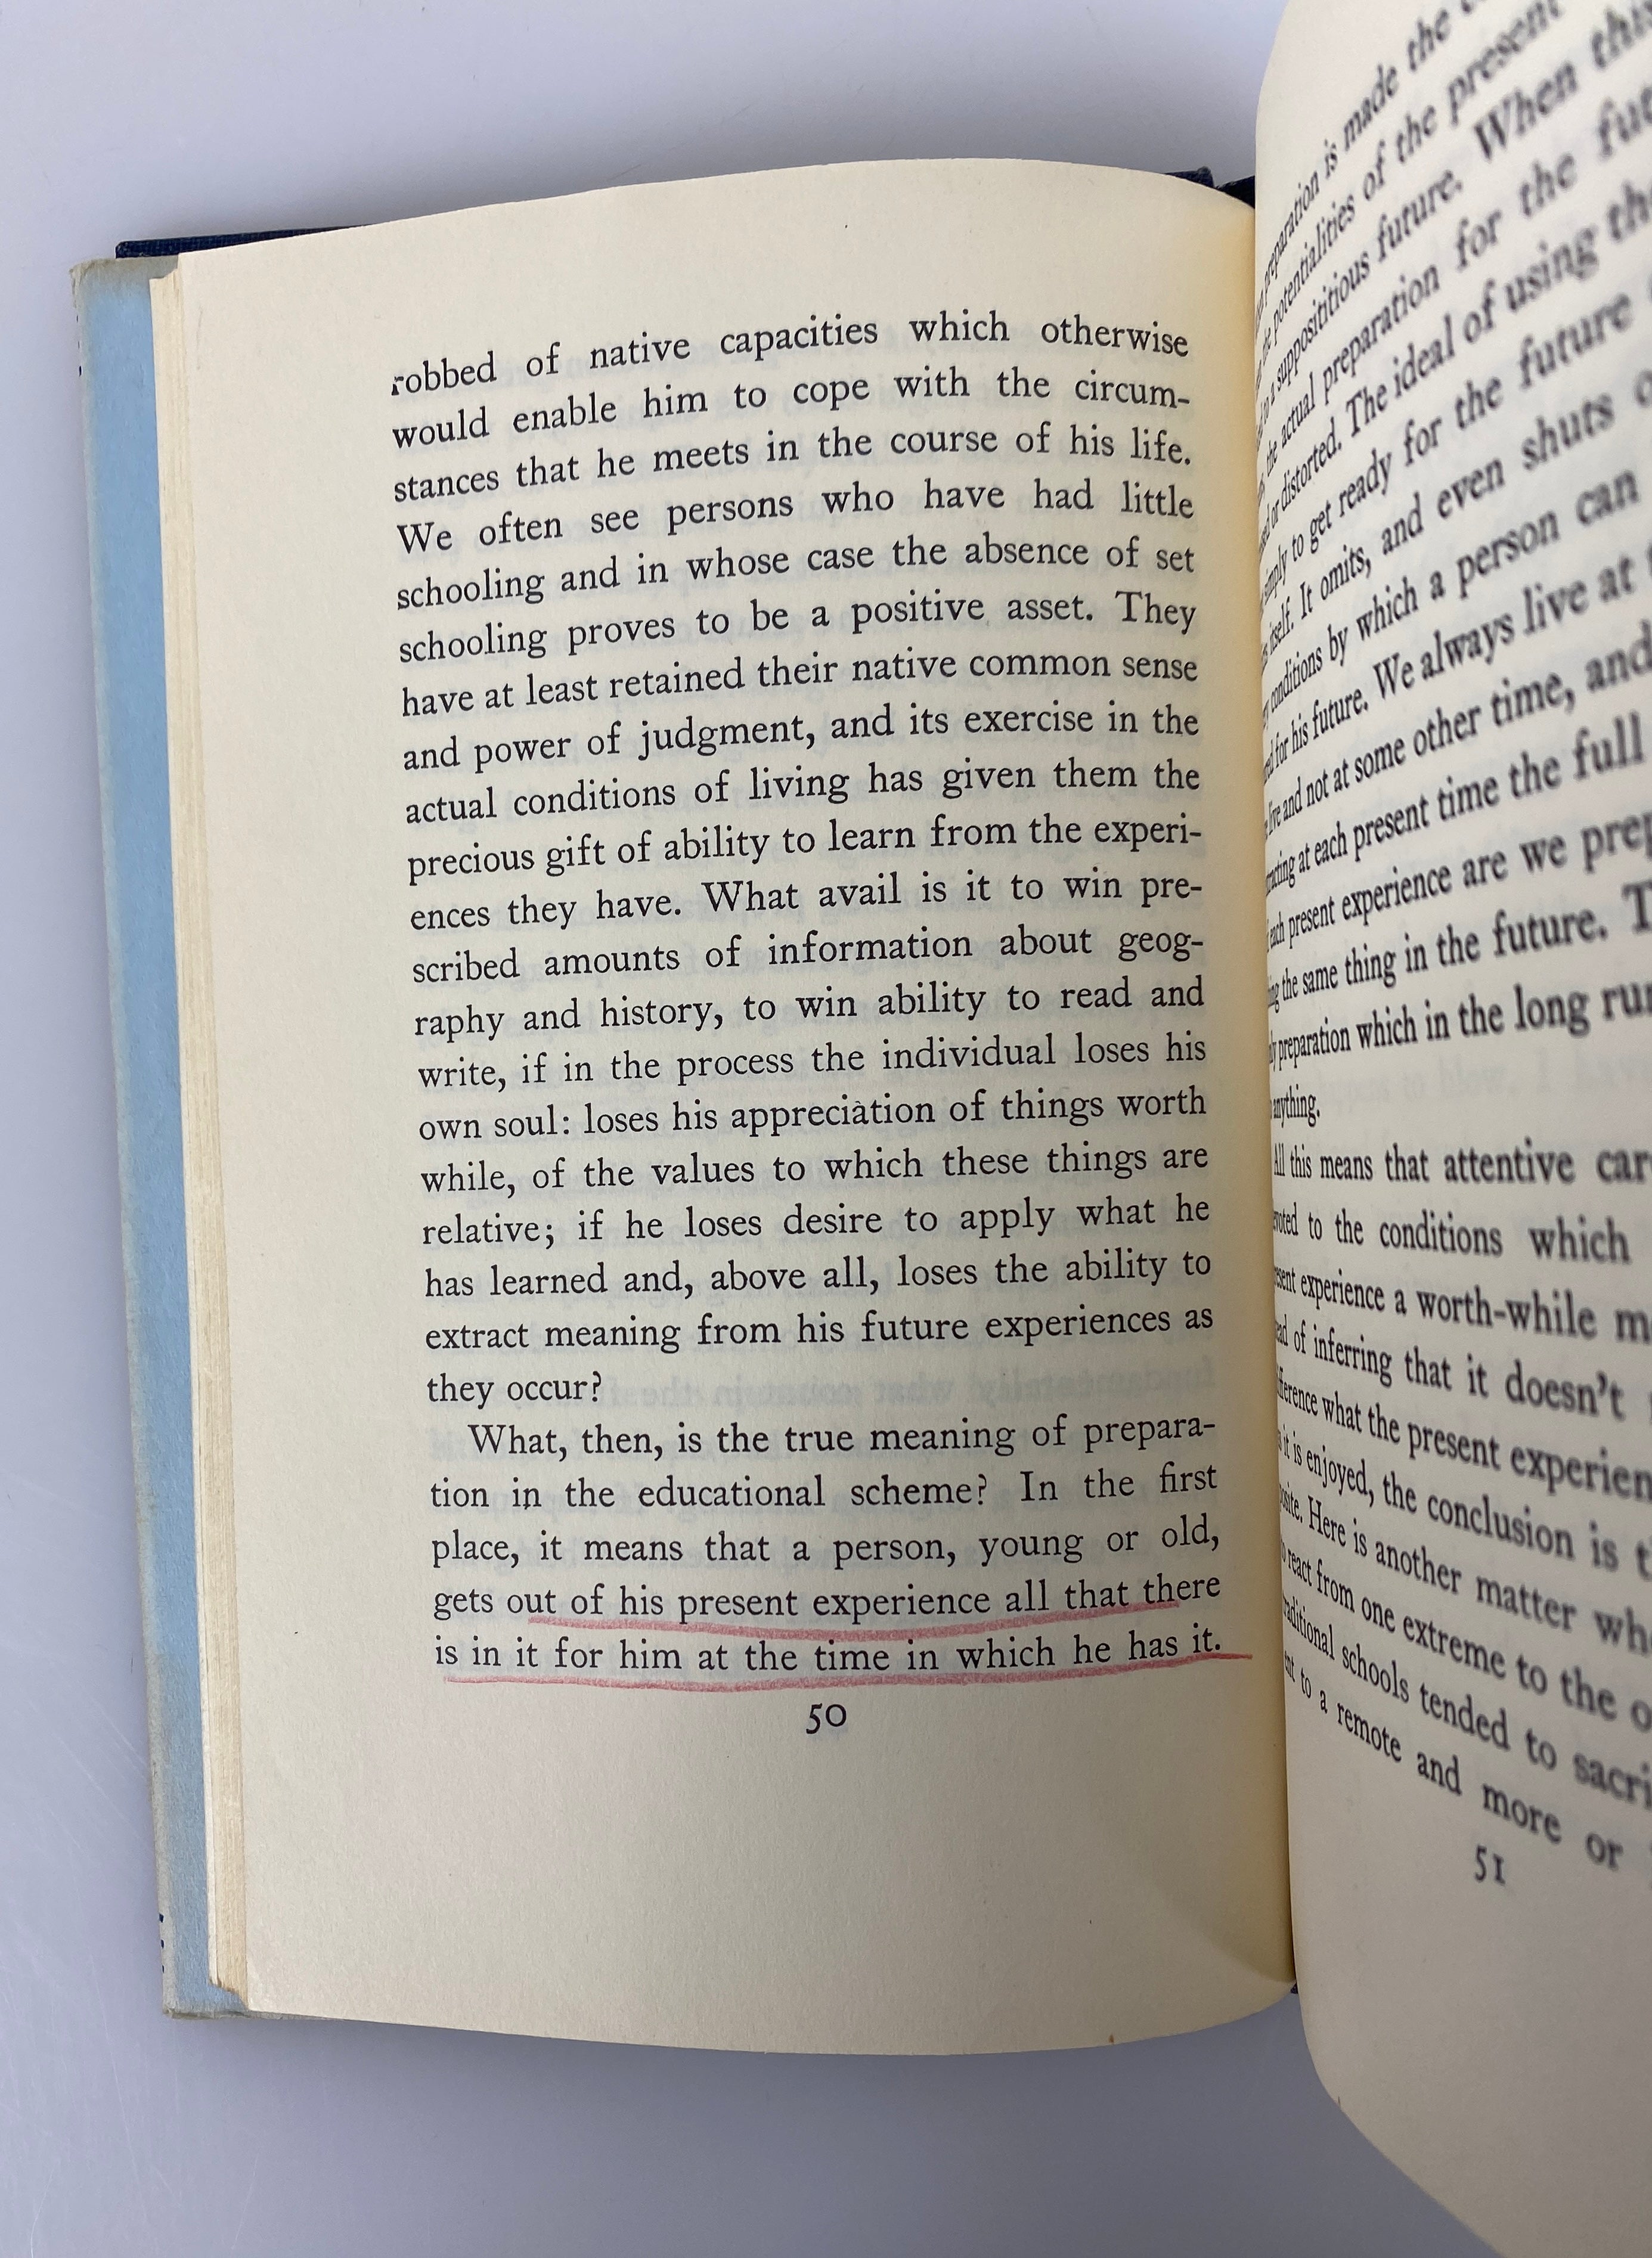 robbed of native capacities which otherwise
would enable him to cope with the circum-
stances that he meets in the course of his life.
We often see persons who have had little
schooling and in whose case the absence of set
schooling proves to be a positive asset. They
have at least retained their native common sense
and power of judgment, and its exercise in the
actual conditions of living has given them the
precious gift of ability to learn from the experi-
ences they have. What avail is it to win pre-
scribed amounts of information about geog-
raphy and history, to win ability to read and
write, if in the process the individual loses his
own soul: loses his appreciation of things worth
while, of the values to which these things are
relative; if he loses desire to apply what he
has learned and, above all, loses the ability to
extract meaning from his future experiences as
they occur?
What, then, is the true meaning of prepara-
tion in the educational scheme? In the first
place, it means that a person, young or old,
gets out of his present experience all that there
is in it for him at the time in which he has it.
50
preparation is made the
potentialities of the present
to a supposititious future. When this
the actual preparation for the
or distorted. The ideal of using the
to get ready for the future
itself. It omits, and even shuts
conditions by which a person can
for his future. We always live at
live and not at some other time, and
at each present time the full
each present experience are we
the same thing in the future.
preparation which in the long
anything.
All this means that attentive
to the conditions which
experience a worth-while
of inferring that it doesn't
what the present
it is enjoyed, the conclusion is
Here is another matter
react from one extreme to the
schools tended to
to a remote and more or
51